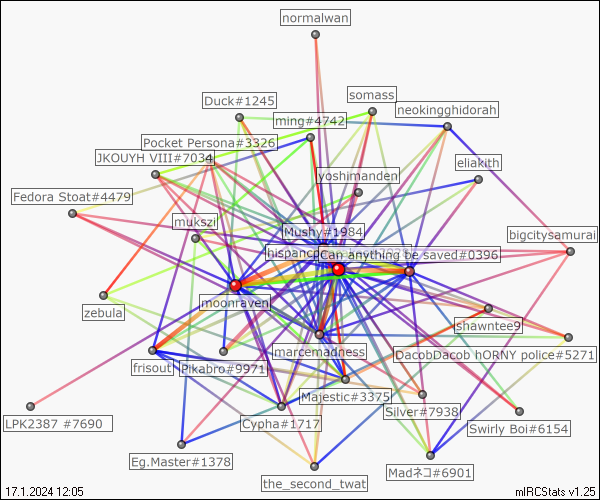 normalwan
somass
Duck#1245
neokingghidorah
ming#4742
Pocket Persona#3326
JKOUYH VIII#7034
eliakith
yoshimanden
Fedora Stoat#4479
mukszi
Mushy#1984
bigcitysamurai
hispanc
Can anything be saved#0396
moonraven
zebula
shawntee9
marcemadness
DacobDacob hORNY police#5271
frisout
Pikabro#9971
Majestic#3375
Silver#7938
LPK2387 #7690
Cypha#1717
Swirly Boi#6154
Eg.Master#1378
Madネコ#6901
the_second_twat
17.1.2024 12:05
mIRCStats v1.25